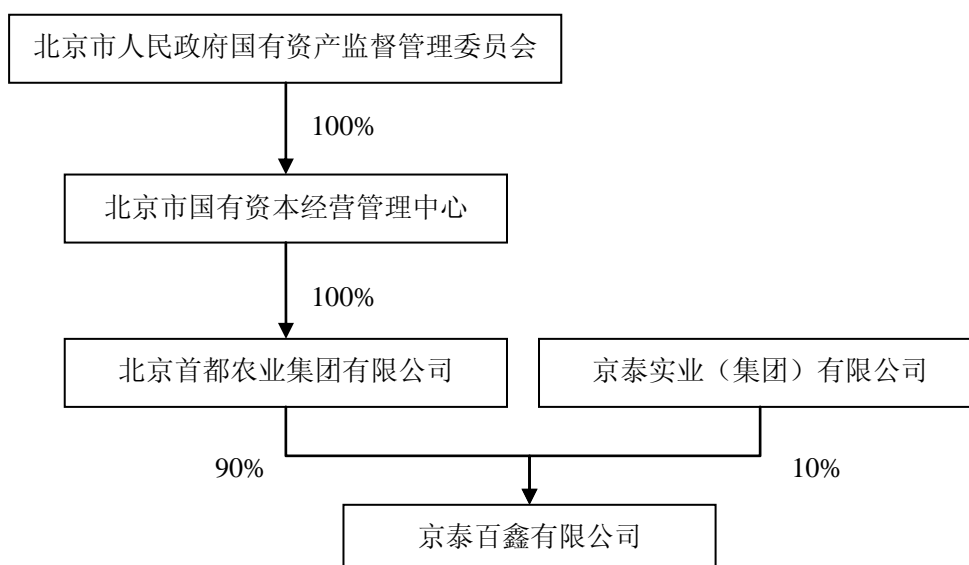 北京市人民政府国有资产监督管理委员会
100%
北京市国有资本经营管理中心
100%
北京首都农业集团有限公司
京泰实业（集团）有限公司
90%
10%
京泰百鑫有限公司